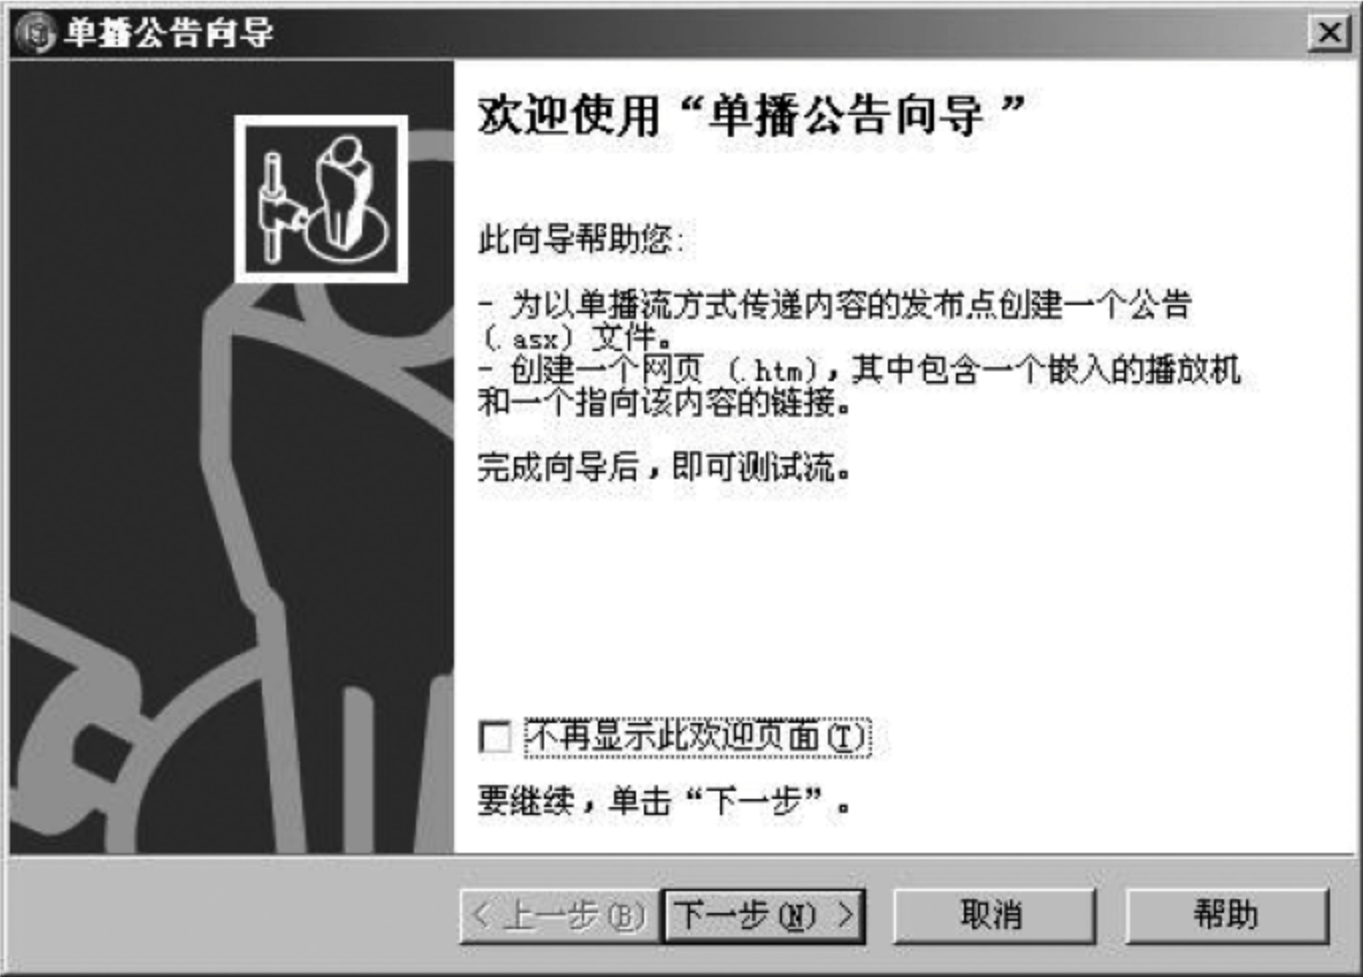 单播公告向导
欢迎使用“单播公告向导”
此向导帮助您:
- 为以单播流方式传递内容的发布点创建一个公告
(.asx) 文件。
- 创建一个网页 (.htm)，其中包含一个嵌入的播放机
和一个指向该内容的链接。
完成向导后，即可测试流。
不再显示此欢迎页面(T)
要继续，单击“下一步”。
< 上一步(B) 下一步(N) > 取消 帮助